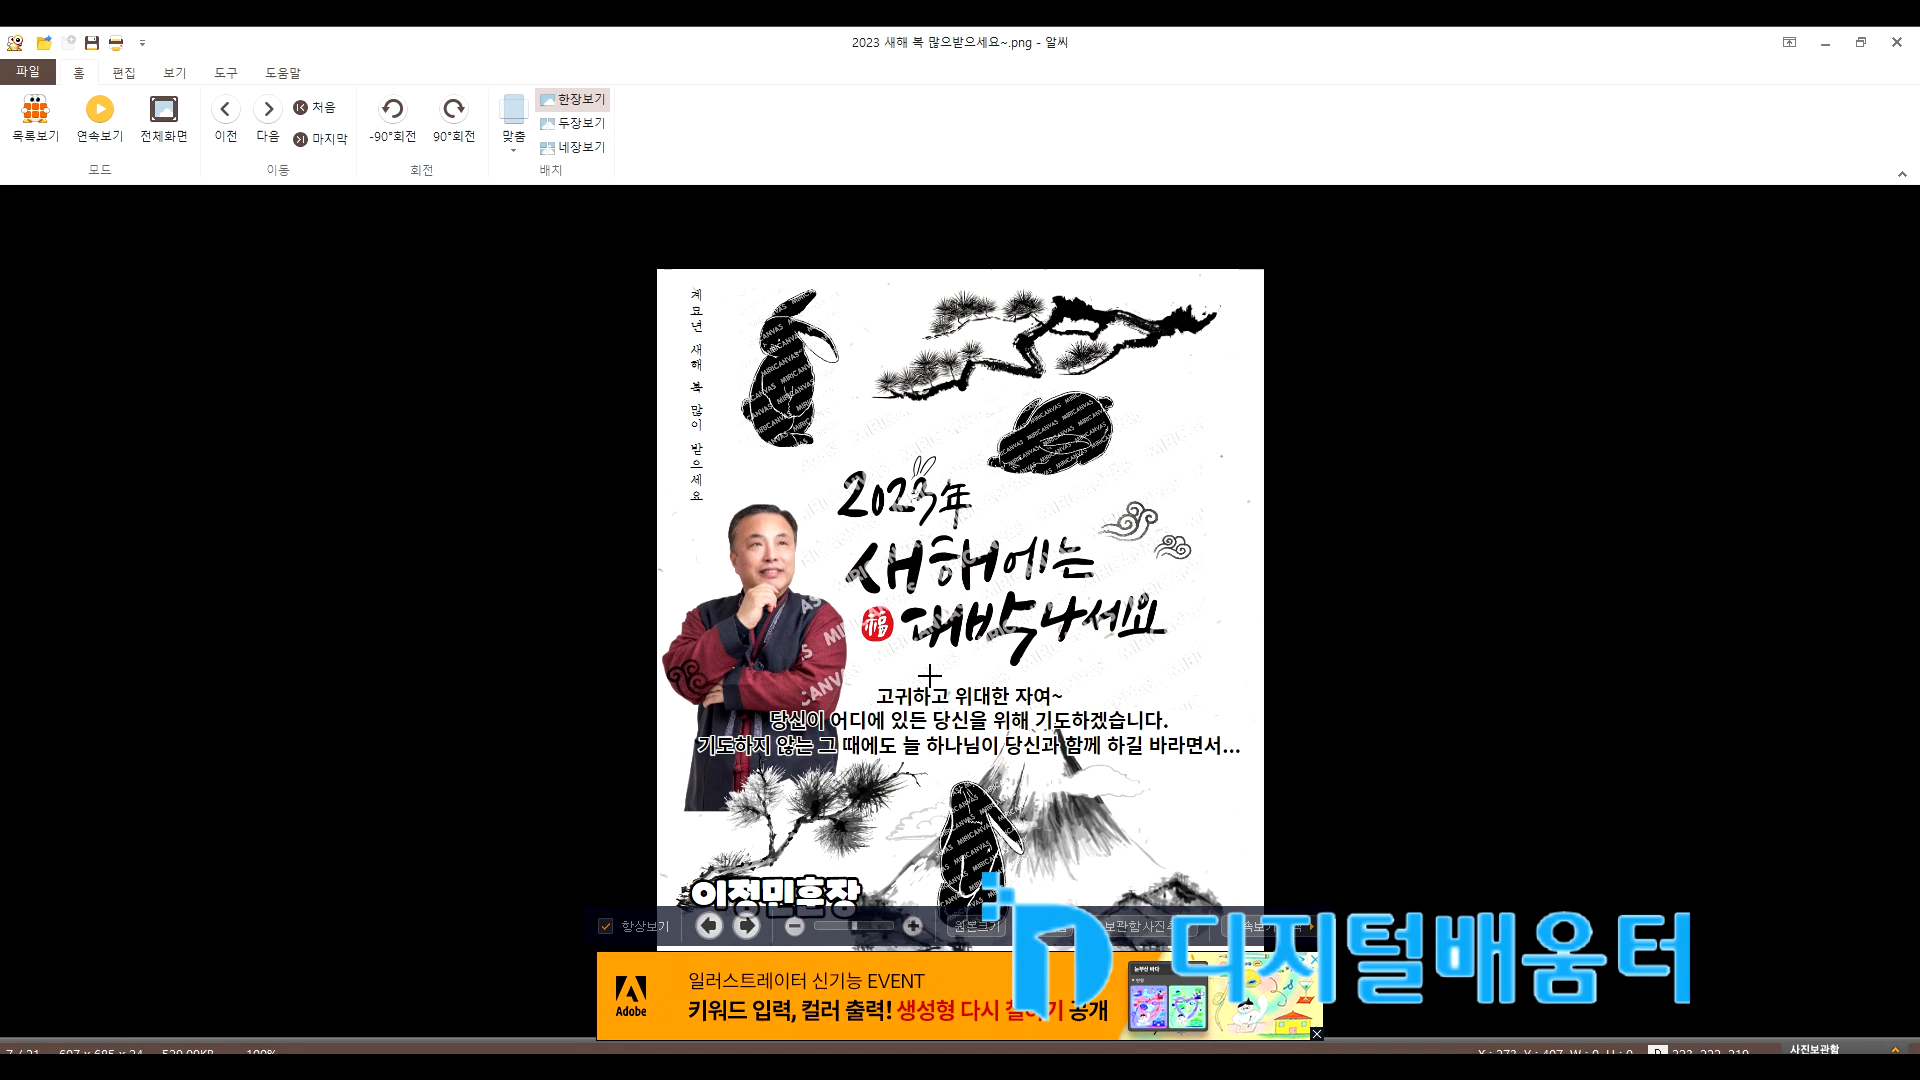 2023 새해 복 많으받으세요~.png - 알씨
파일 홈 편집 보기 도구 도움말
목록보기 연속보기 전체화면 이전 다음 처음 마지막 -90°회전 90°회전 맞춤 한장보기 두장보기 네장보기
모드 이동 회전 배치
계묘년 새해 복 많이 받으세요
2023年
새해에는
福 대박나세요
고귀하고 위대한 자여~
당신이 어디에 있든 당신을 위해 기도하겠습니다.
기도하지 않는 그 때에도 늘 하나님이 당신과 함께 하길 바라면서...
MIRICANVAS
이정민훈장
항상보기 원본크기 보관함사진
디지털배움터
Adobe
일러스트레이터 신기능 EVENT
키워드 입력, 컬러 출력! 생성형 다시 공개
사진보관함